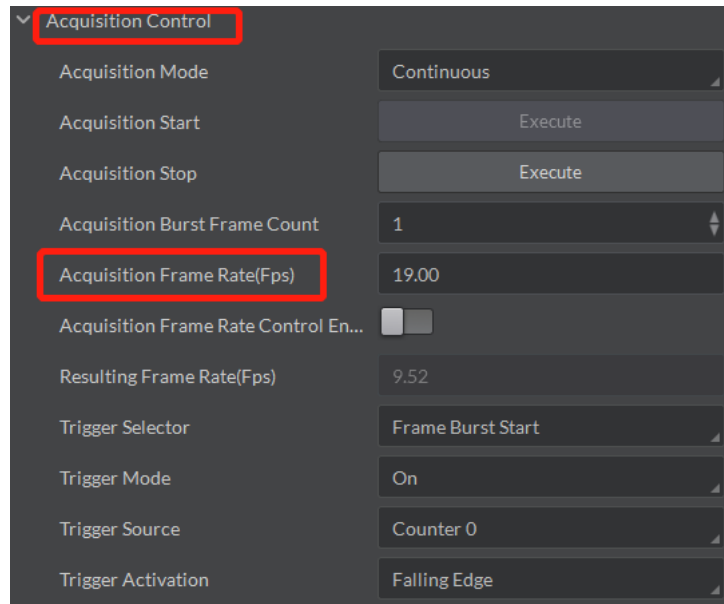 Acquisition Control
Acquisition Mode Continuous
Acquisition Start Execute
Acquisition Stop Execute
Acquisition Burst Frame Count 1
Acquisition Frame Rate(Fps) 19.00
Acquisition Frame Rate Control En...
Resulting Frame Rate(Fps) 9.52
Trigger Selector Frame Burst Start
Trigger Mode On
Trigger Source Counter 0
Trigger Activation Falling Edge